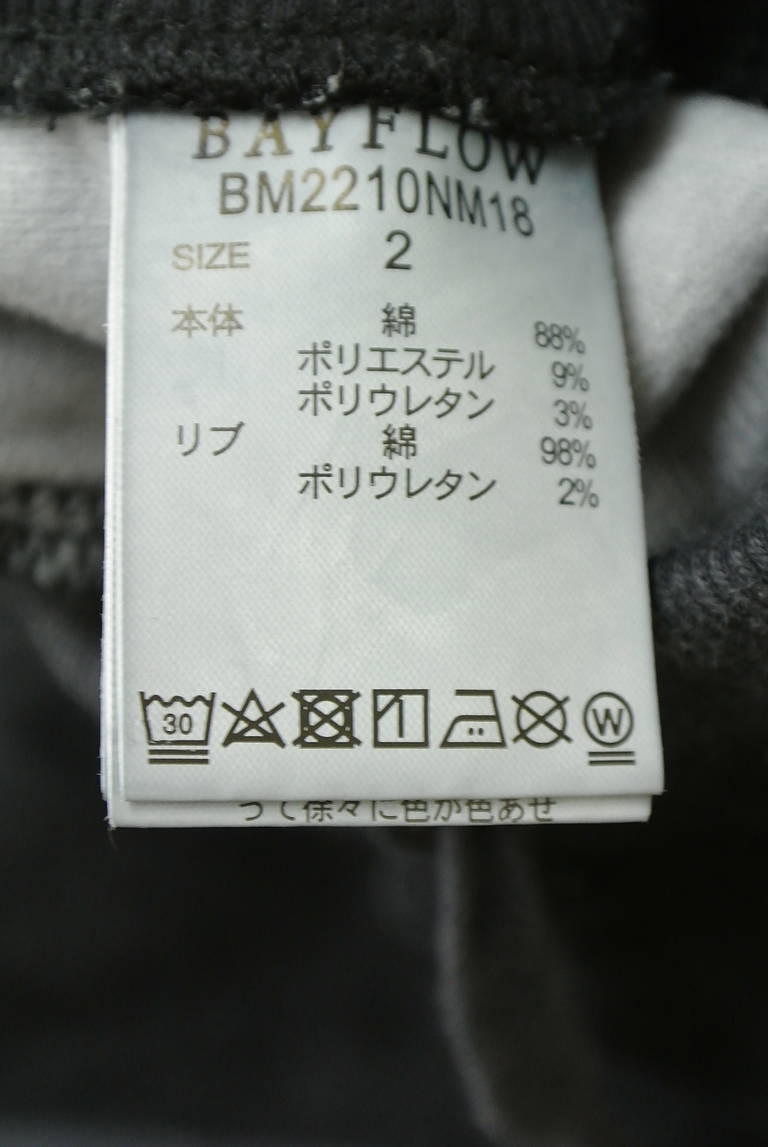 BAYFLOW
BM2210NM18
SIZE 2
本体 綿 88%
ポリエステル 9%
ポリウレタン 3%
リブ 綿 98%
ポリウレタン 2%
30 W
って徐々に色が色あせ